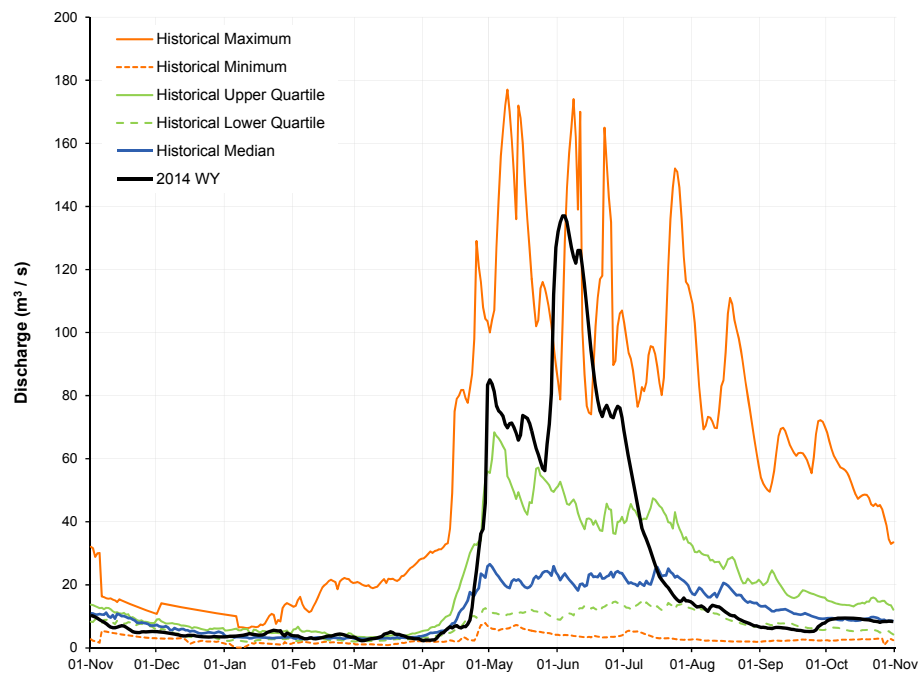 200
180
160
140
120
100
80
60
40
20
0
Discharge (m³ / s)
Historical Maximum
Historical Minimum
Historical Upper Quartile
Historical Lower Quartile
Historical Median
2014 WY
01-Nov 01-Dec 01-Jan 01-Feb 01-Mar 01-Apr 01-May 01-Jun 01-Jul 01-Aug 01-Sep 01-Oct 01-Nov